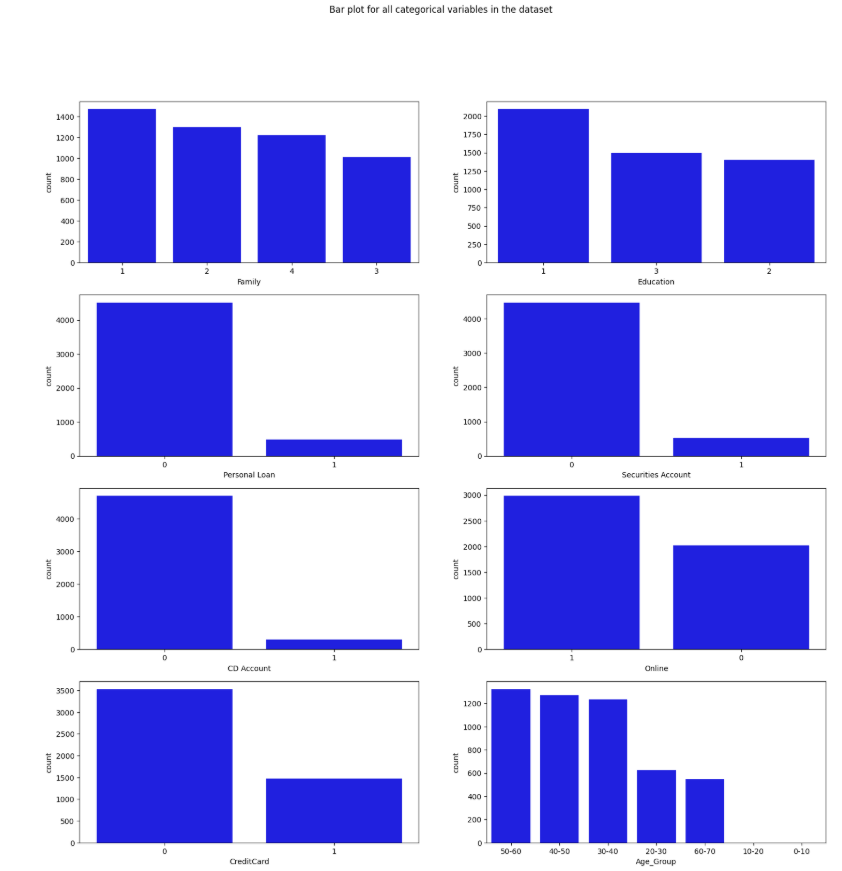 Bar plot for all categorical variables in the dataset
1400
1200
1000
800
600
400
200
0
count
1 2 4 3
Family
2000
1750
1500
1250
1000
750
500
250
0
count
1 3 2
Education
4000
3000
2000
1000
0
count
0 1
Personal Loan
4000
3000
2000
1000
0
count
0 1
Securities Account
4000
3000
2000
1000
0
count
0 1
CD Account
3000
2500
2000
1500
1000
500
0
count
1 0
Online
3500
3000
2500
2000
1500
1000
500
0
count
0 1
CreditCard
1200
1000
800
600
400
200
0
count
50-60 40-50 30-40 20-30 60-70 10-20 0-10
Age_Group